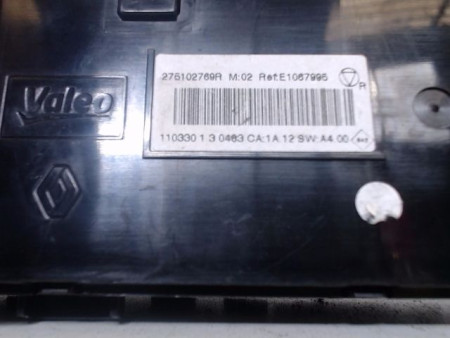 Valeo
275102769R M:02 Ref:E1067995
R
110330 1 3 0463 CA:1A 12 SW:A4 00